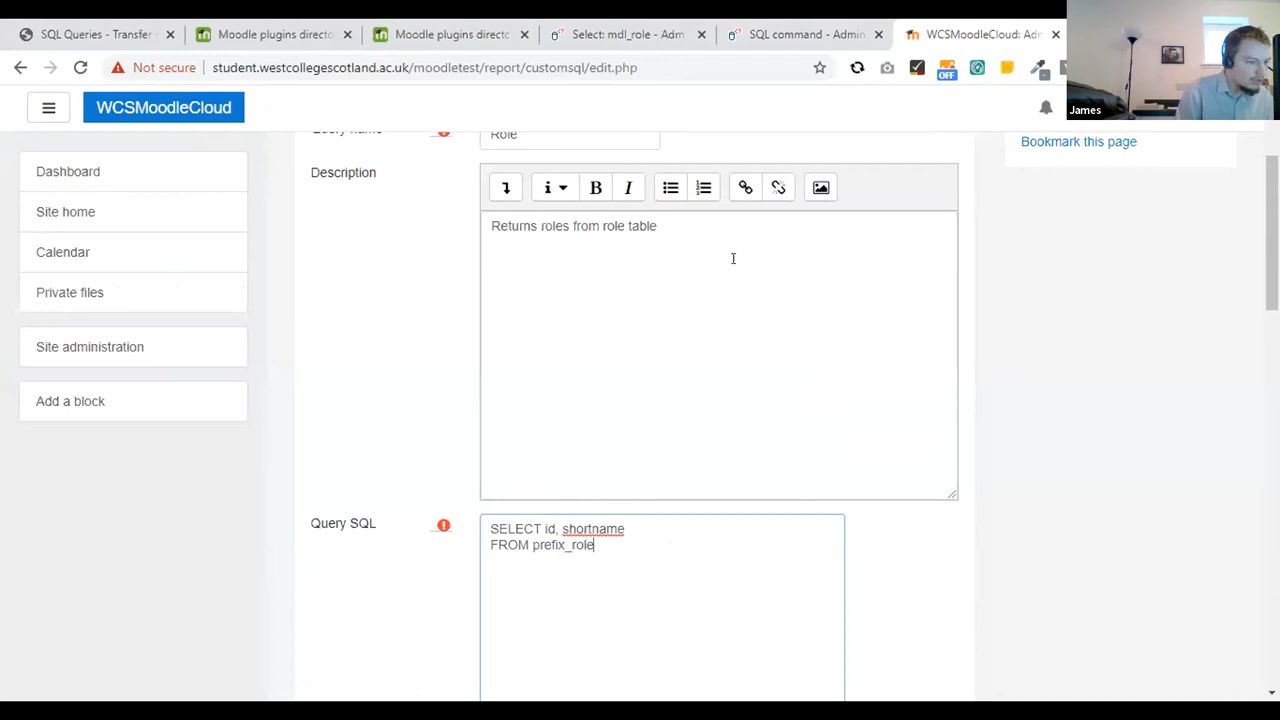 SQL Queries - Transfer
Moodle plugins direct
Moodle plugins direct
Select: mdl_role - Adm
SQL command - Admin
WCSMoodleCloud: Ad
Not secure
student.westcollegescotland.ac.uk/moodletest/report/customsql/edit.php
OFF
James
WCSMoodleCloud
Query name
Role
Bookmark this page
Dashboard
Site home
Calendar
Private files
Site administration
Add a block
Description
i B I
Returns roles from role table
Query SQL
SELECT id, shortname
FROM prefix_role